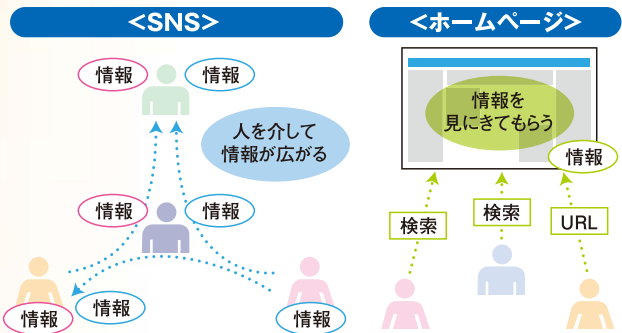 <SNS>
情報
情報
人を介して
情報が広がる
情報
情報
情報
情報
情報
<ホームページ>
情報を
見にきてもらう
情報
検索
検索
URL